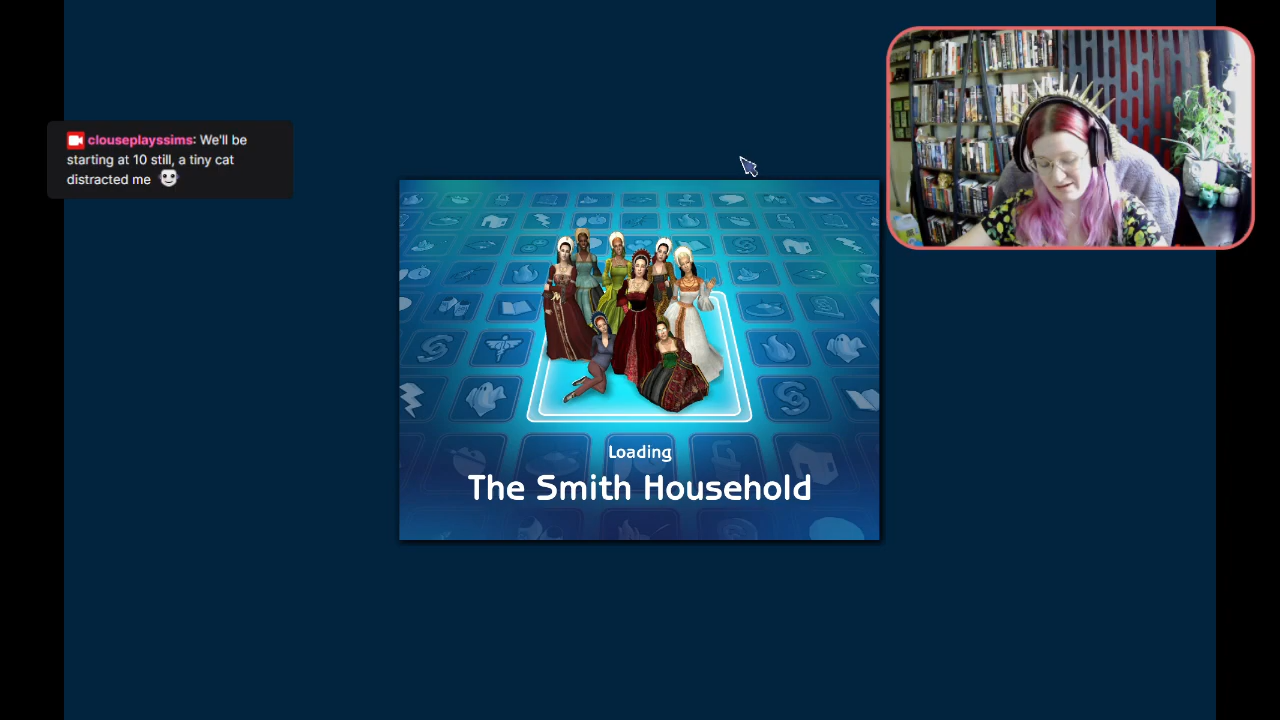 clouseplayssims: We'll be
starting at 10 still, a tiny cat
distracted me
Loading
The Smith Household